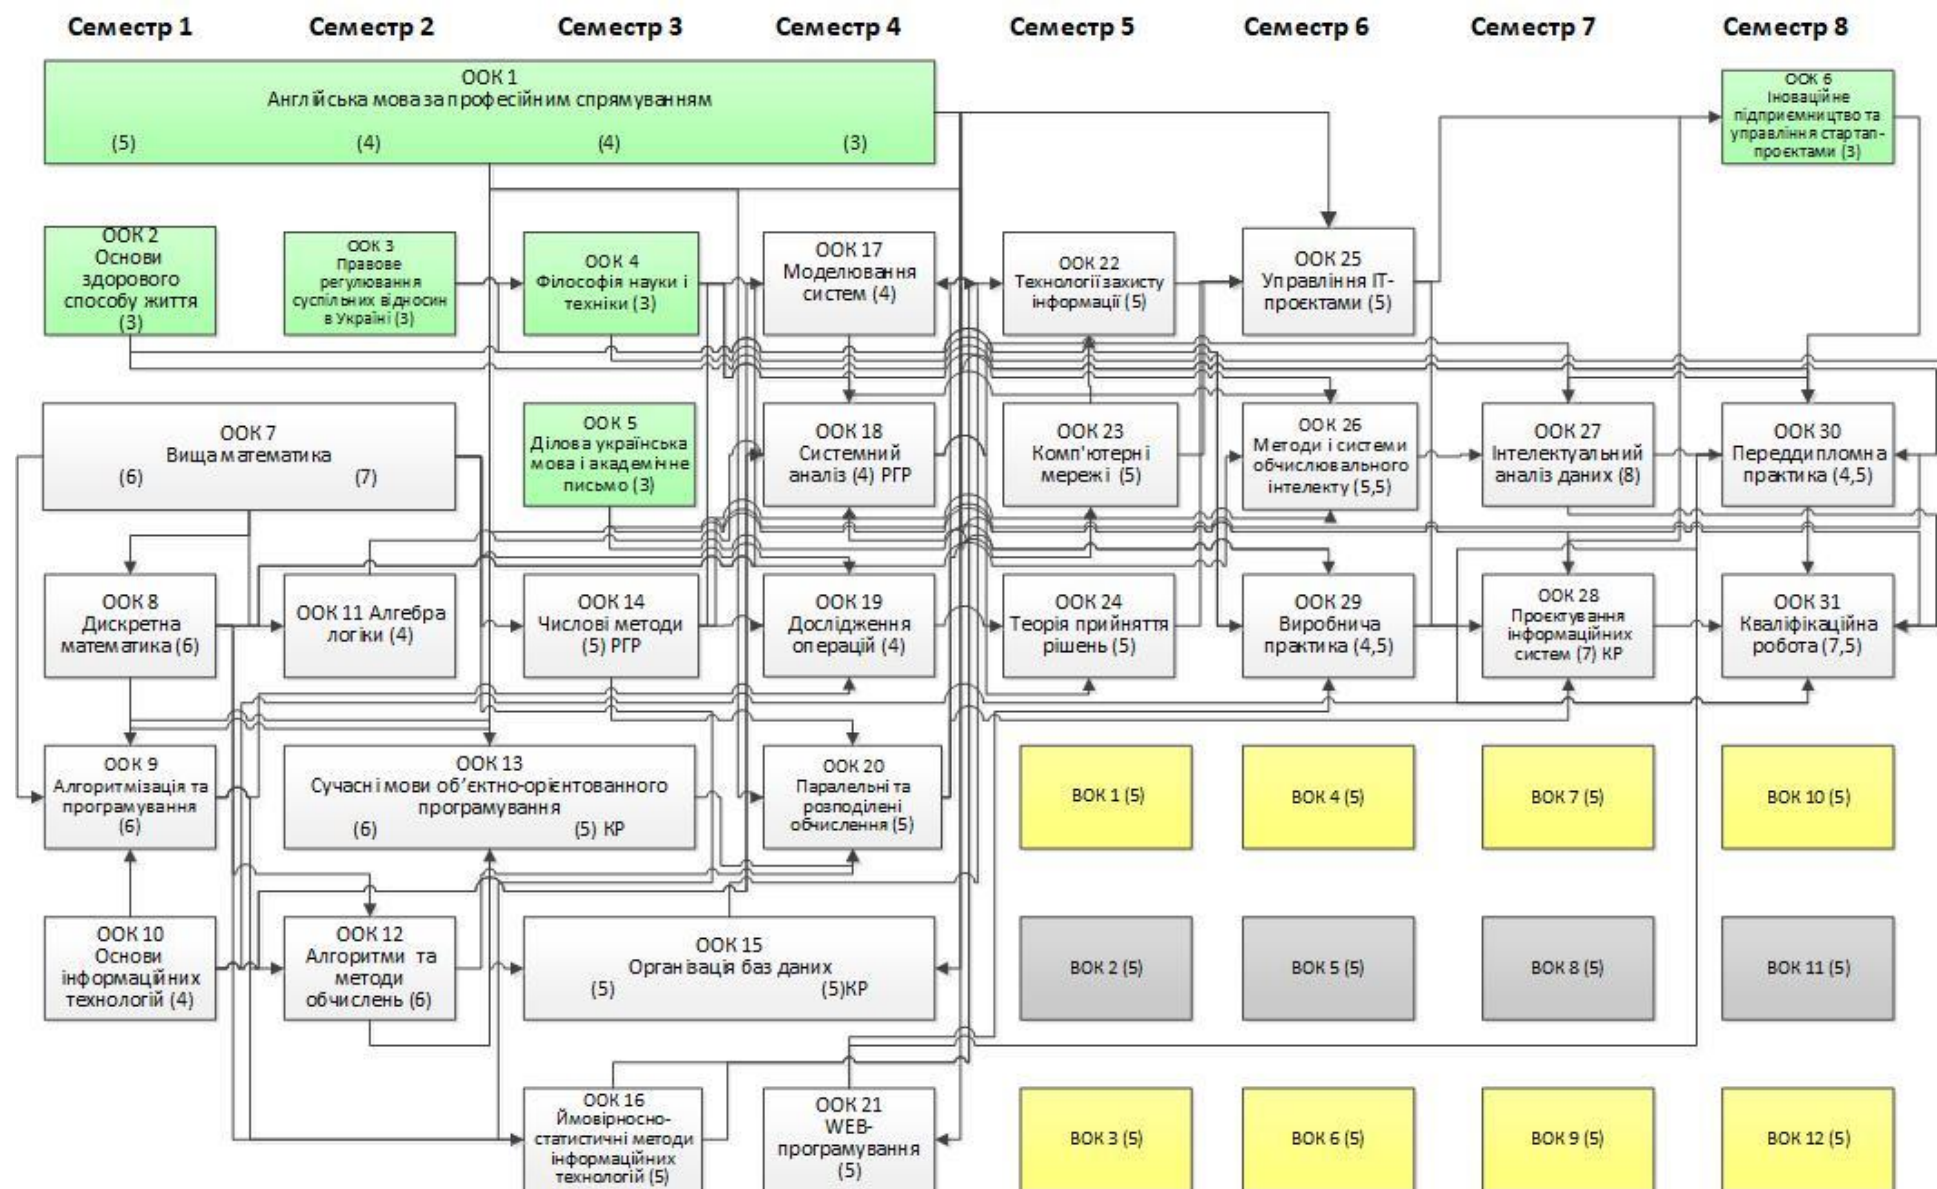 Семестр 1
Семестр 2
Семестр 3
Семестр 4
Семестр 5
Семестр 6
Семестр 7
Семестр 8
ООК 1
Англійська мова за професійним спрямуванням
(5) (4) (4) (3)
ООК 6
Іноваційне
підприємництво та
управління стартап-
проєктами (3)
ООК 2
Основи
здорового
способу життя
(3)
ООК 3
Правове
регулювання
суспільних відносин
в Україні (3)
ООК 4
Філософія науки і
техніки (3)
ООК 17
Моделювання
систем (4)
ООК 22
Технології захисту
інформації (5)
ООК 25
Управління ІТ-
проєктами (5)
ООК 7
Вища математика
(6) (7)
ООК 5
Ділова українська
мова і академічне
письмо (3)
ООК 18
Системний
аналіз (4) РГР
ООК 23
Комп'ютерні
мережі (5)
ООК 26
Методи і системи
обчислювального
інтелекту (5,5)
ООК 27
Інтелектуальний
аналіз даних (8)
ООК 30
Переддипломна
практика (4,5)
ООК 8
Дискретна
математика (6)
ООК 11 Алгебра
логіки (4)
ООК 14
Числові методи
(5) РГР
ООК 19
Дослідження
операцій (4)
ООК 24
Теорія прийняття
рішень (5)
ООК 29
Виробнича
практика (4,5)
ООК 28
Проєктування
інформаційних
систем (7) КР
ООК 31
Кваліфікаційна
робота (7,5)
ООК 9
Алгоритмізація та
програмування
(6)
ООК 13
Сучасні мови об’єктно-орієнтованого
програмування
(6) (5) КР
ООК 20
Паралельні та
розподілені
обчислення (5)
ВОК 1 (5)
ВОК 4 (5)
ВОК 7 (5)
ВОК 10 (5)
ООК 10
Основи
інформаційних
технологій (4)
ООК 12
Алгоритми та
методи
обчислень (6)
ООК 15
Організація баз даних
(5) (5)КР
ВОК 2 (5)
ВОК 5 (5)
ВОК 8 (5)
ВОК 11 (5)
ООК 16
Ймовірносно-
статистичні методи
інформаційних
технологій (5)
ООК 21
WEB-
програмування
(5)
ВОК 3 (5)
ВОК 6 (5)
ВОК 9 (5)
ВОК 12 (5)